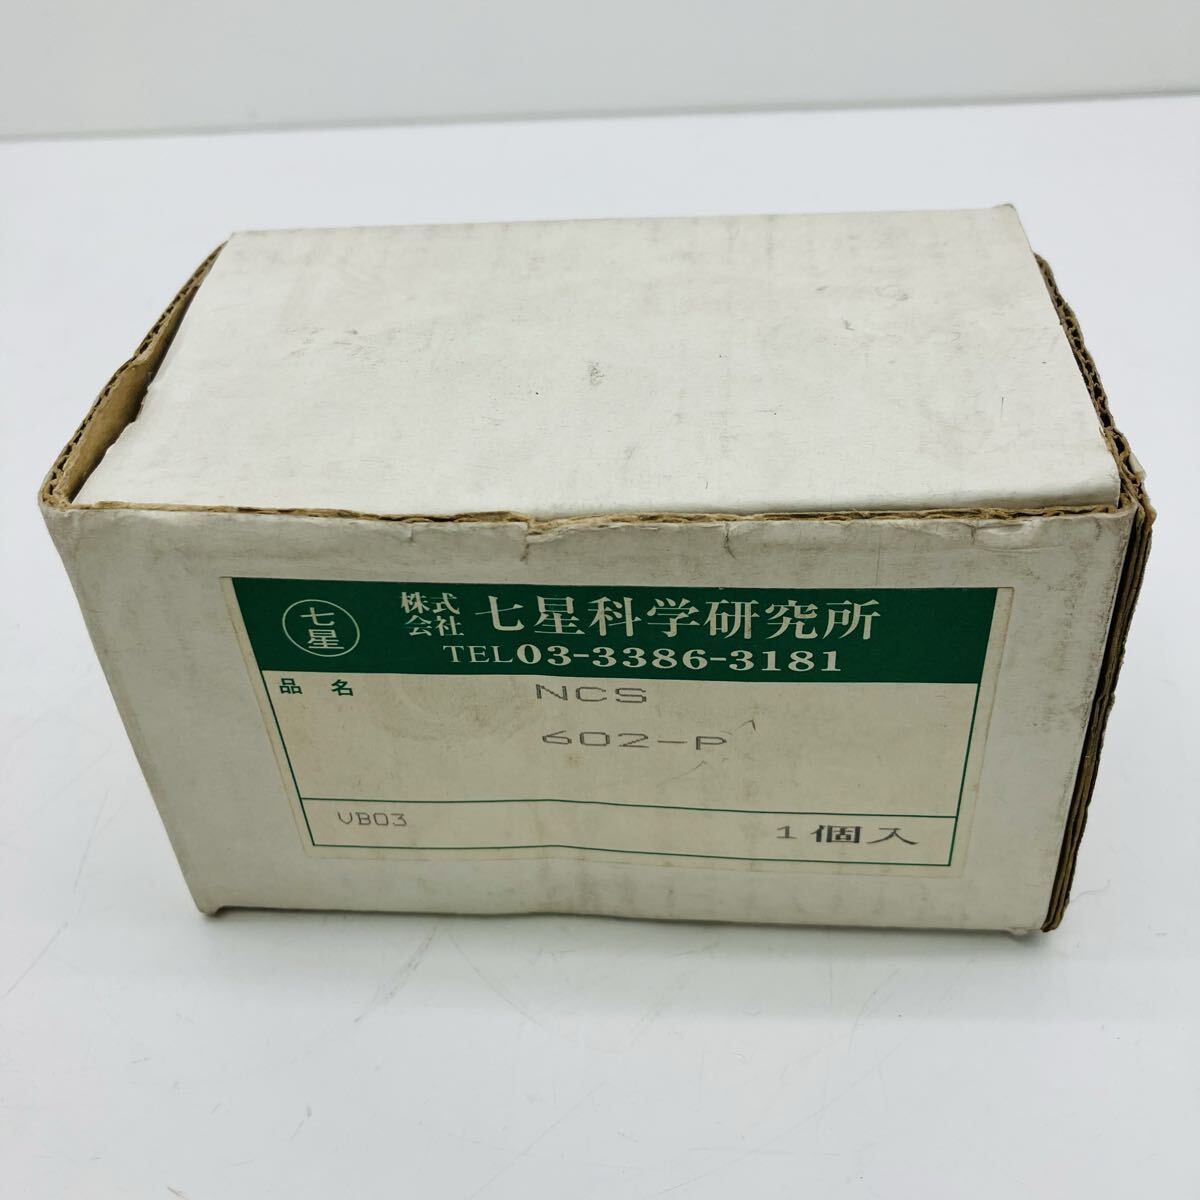 七星
株式会社 七星科学研究所
TEL03-3386-3181
品名 NCS
602-P
VB03 1個入